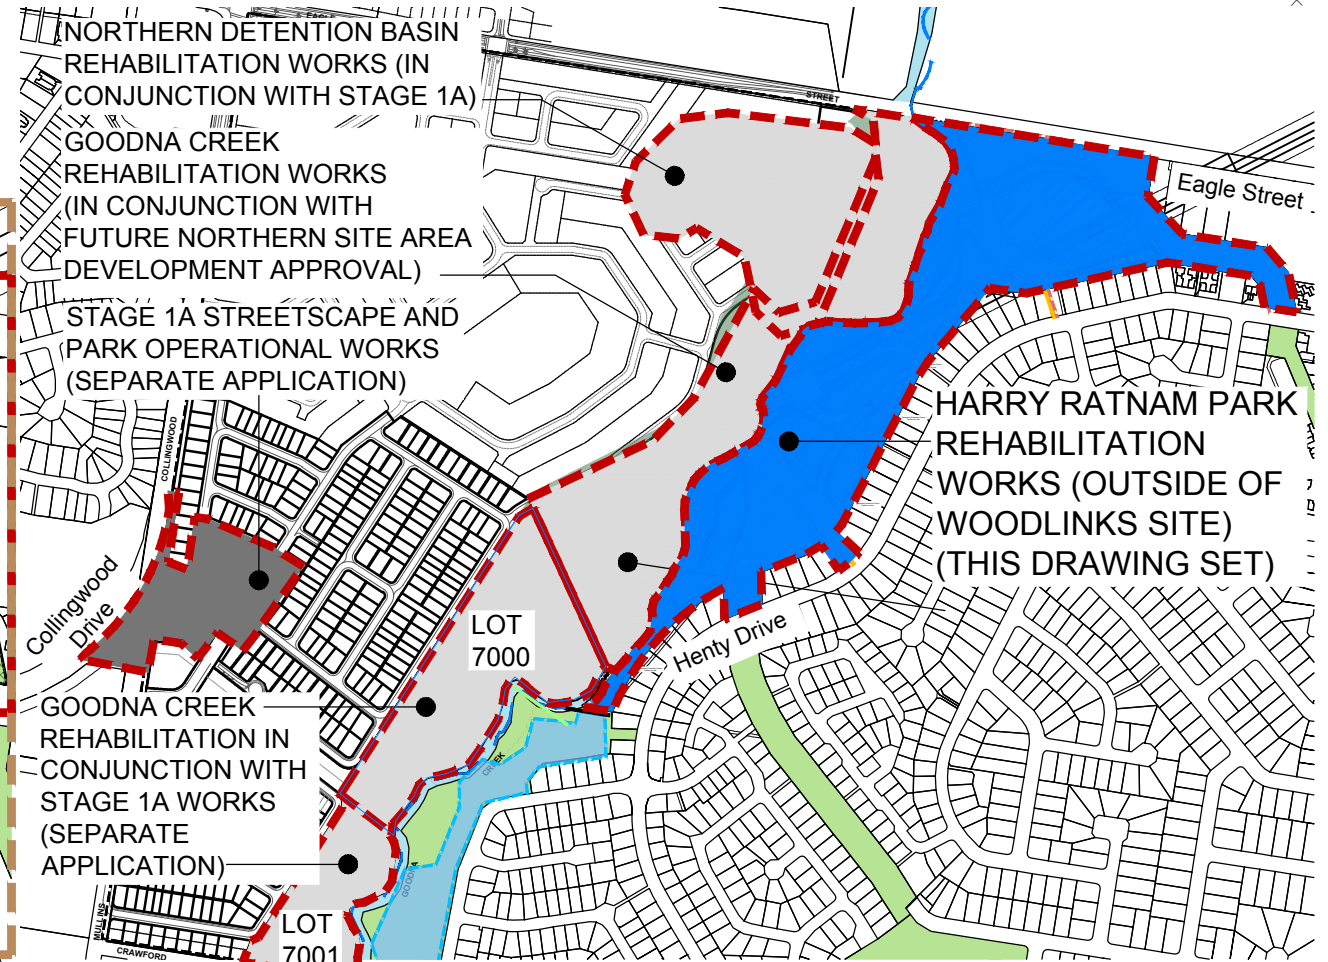 EAGLE
NORTHERN DETENTION BASIN
REHABILITATION WORKS (IN
CONJUNCTION WITH STAGE 1A)
STREET
GOODNA CREEK
REHABILITATION WORKS
(IN CONJUNCTION WITH
FUTURE NORTHERN SITE AREA
DEVELOPMENT APPROVAL)
Eagle Street
STAGE 1A STREETSCAPE AND
PARK OPERATIONAL WORKS
(SEPARATE APPLICATION)
HARRY RATNAM PARK
REHABILITATION
WORKS (OUTSIDE OF
WOODLINKS SITE)
(THIS DRAWING SET)
COLLINGWOOD
Collingwood
Drive
LOT
7000
Henty Drive
GOODNA CREEK
REHABILITATION IN
CONJUNCTION WITH
STAGE 1A WORKS
(SEPARATE
APPLICATION)
CREEK
GOODNA
LOT
7001
MULLINS
CRAWFORD